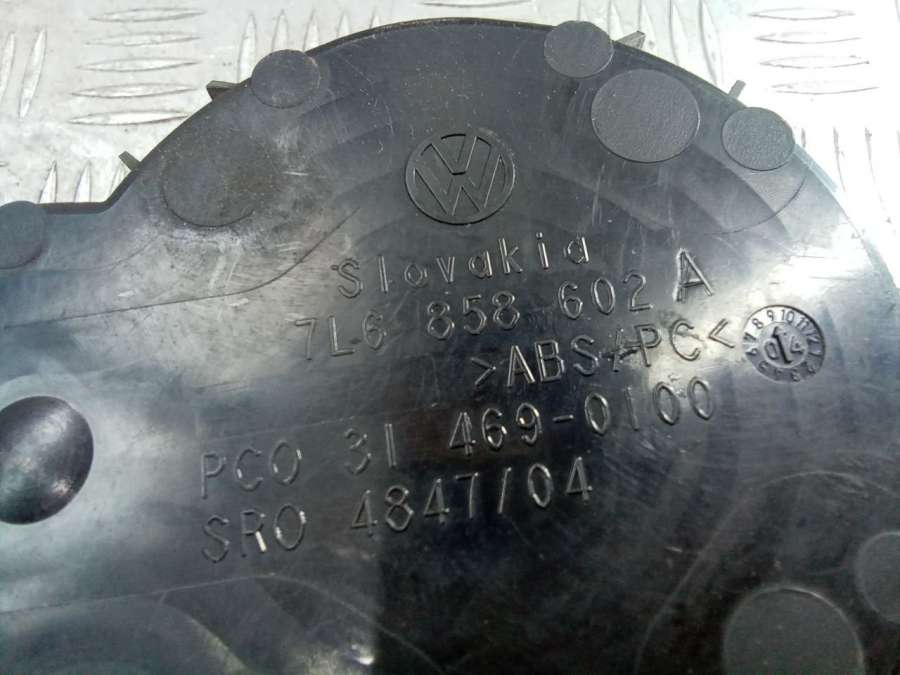 Slovakia
7L6 858 602 A
>ABS+PC<
PCO 31 469-0100
SRO 4847/04